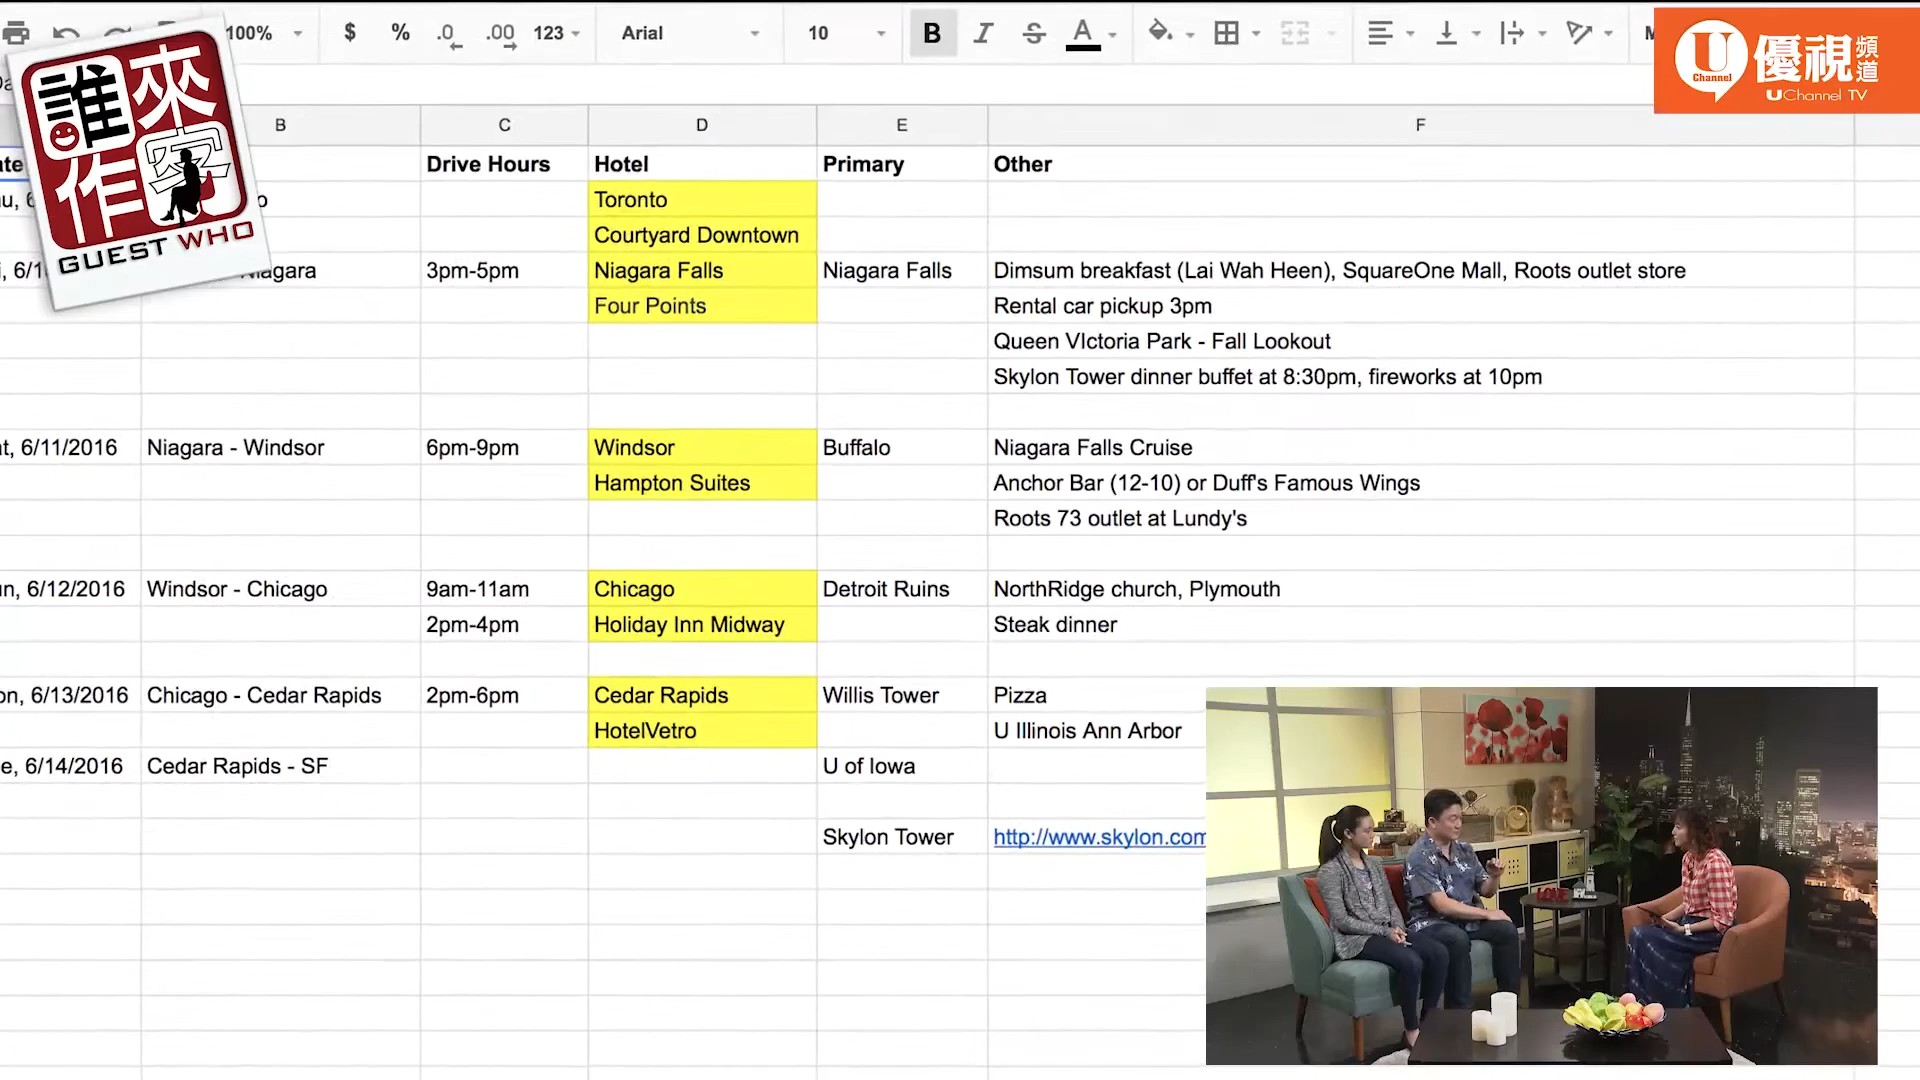 100% $ % .0 .00 123 Arial 10 B I S A
誰來作客
GUEST WHO
U Channel 優視頻道
UChannel TV
B C D E F
Drive Hours Hotel Primary Other
Toronto
Courtyard Downtown
3pm-5pm Niagara Falls Niagara Falls Dimsum breakfast (Lai Wah Heen), SquareOne Mall, Roots outlet store
Four Points Rental car pickup 3pm
Queen VIctoria Park - Fall Lookout
Skylon Tower dinner buffet at 8:30pm, fireworks at 10pm
6/11/2016 Niagara - Windsor 6pm-9pm Windsor Buffalo Niagara Falls Cruise
Hampton Suites Anchor Bar (12-10) or Duff's Famous Wings
Roots 73 outlet at Lundy's
6/12/2016 Windsor - Chicago 9am-11am Chicago Detroit Ruins NorthRidge church, Plymouth
2pm-4pm Holiday Inn Midway Steak dinner
6/13/2016 Chicago - Cedar Rapids 2pm-6pm Cedar Rapids Willis Tower Pizza
HotelVetro U Illinois Ann Arbor
6/14/2016 Cedar Rapids - SF U of Iowa
Skylon Tower http://www.skylon.com
LOVE